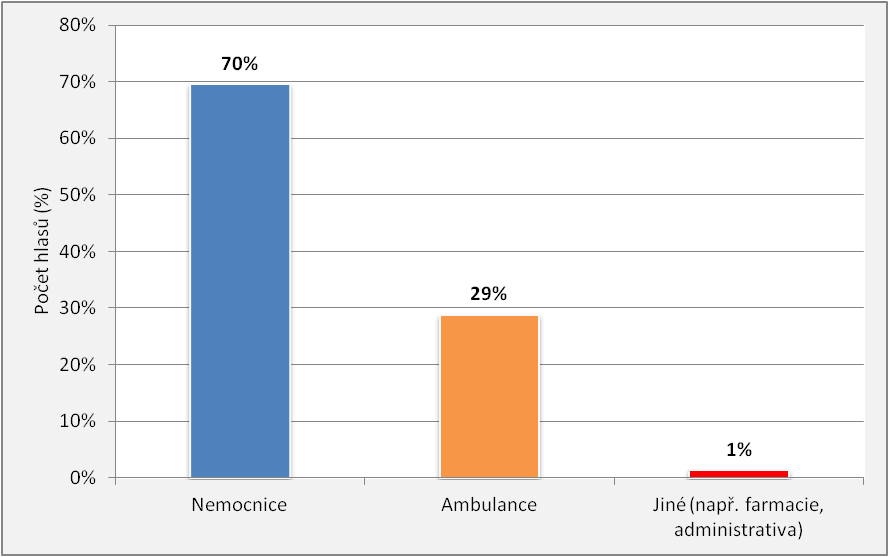 80%
70%
60%
50%
40%
30%
20%
10%
0%
Počet hlasů (%)
70%
29%
1%
Nemocnice
Ambulance
Jiné (např. farmacie,
administrativa)